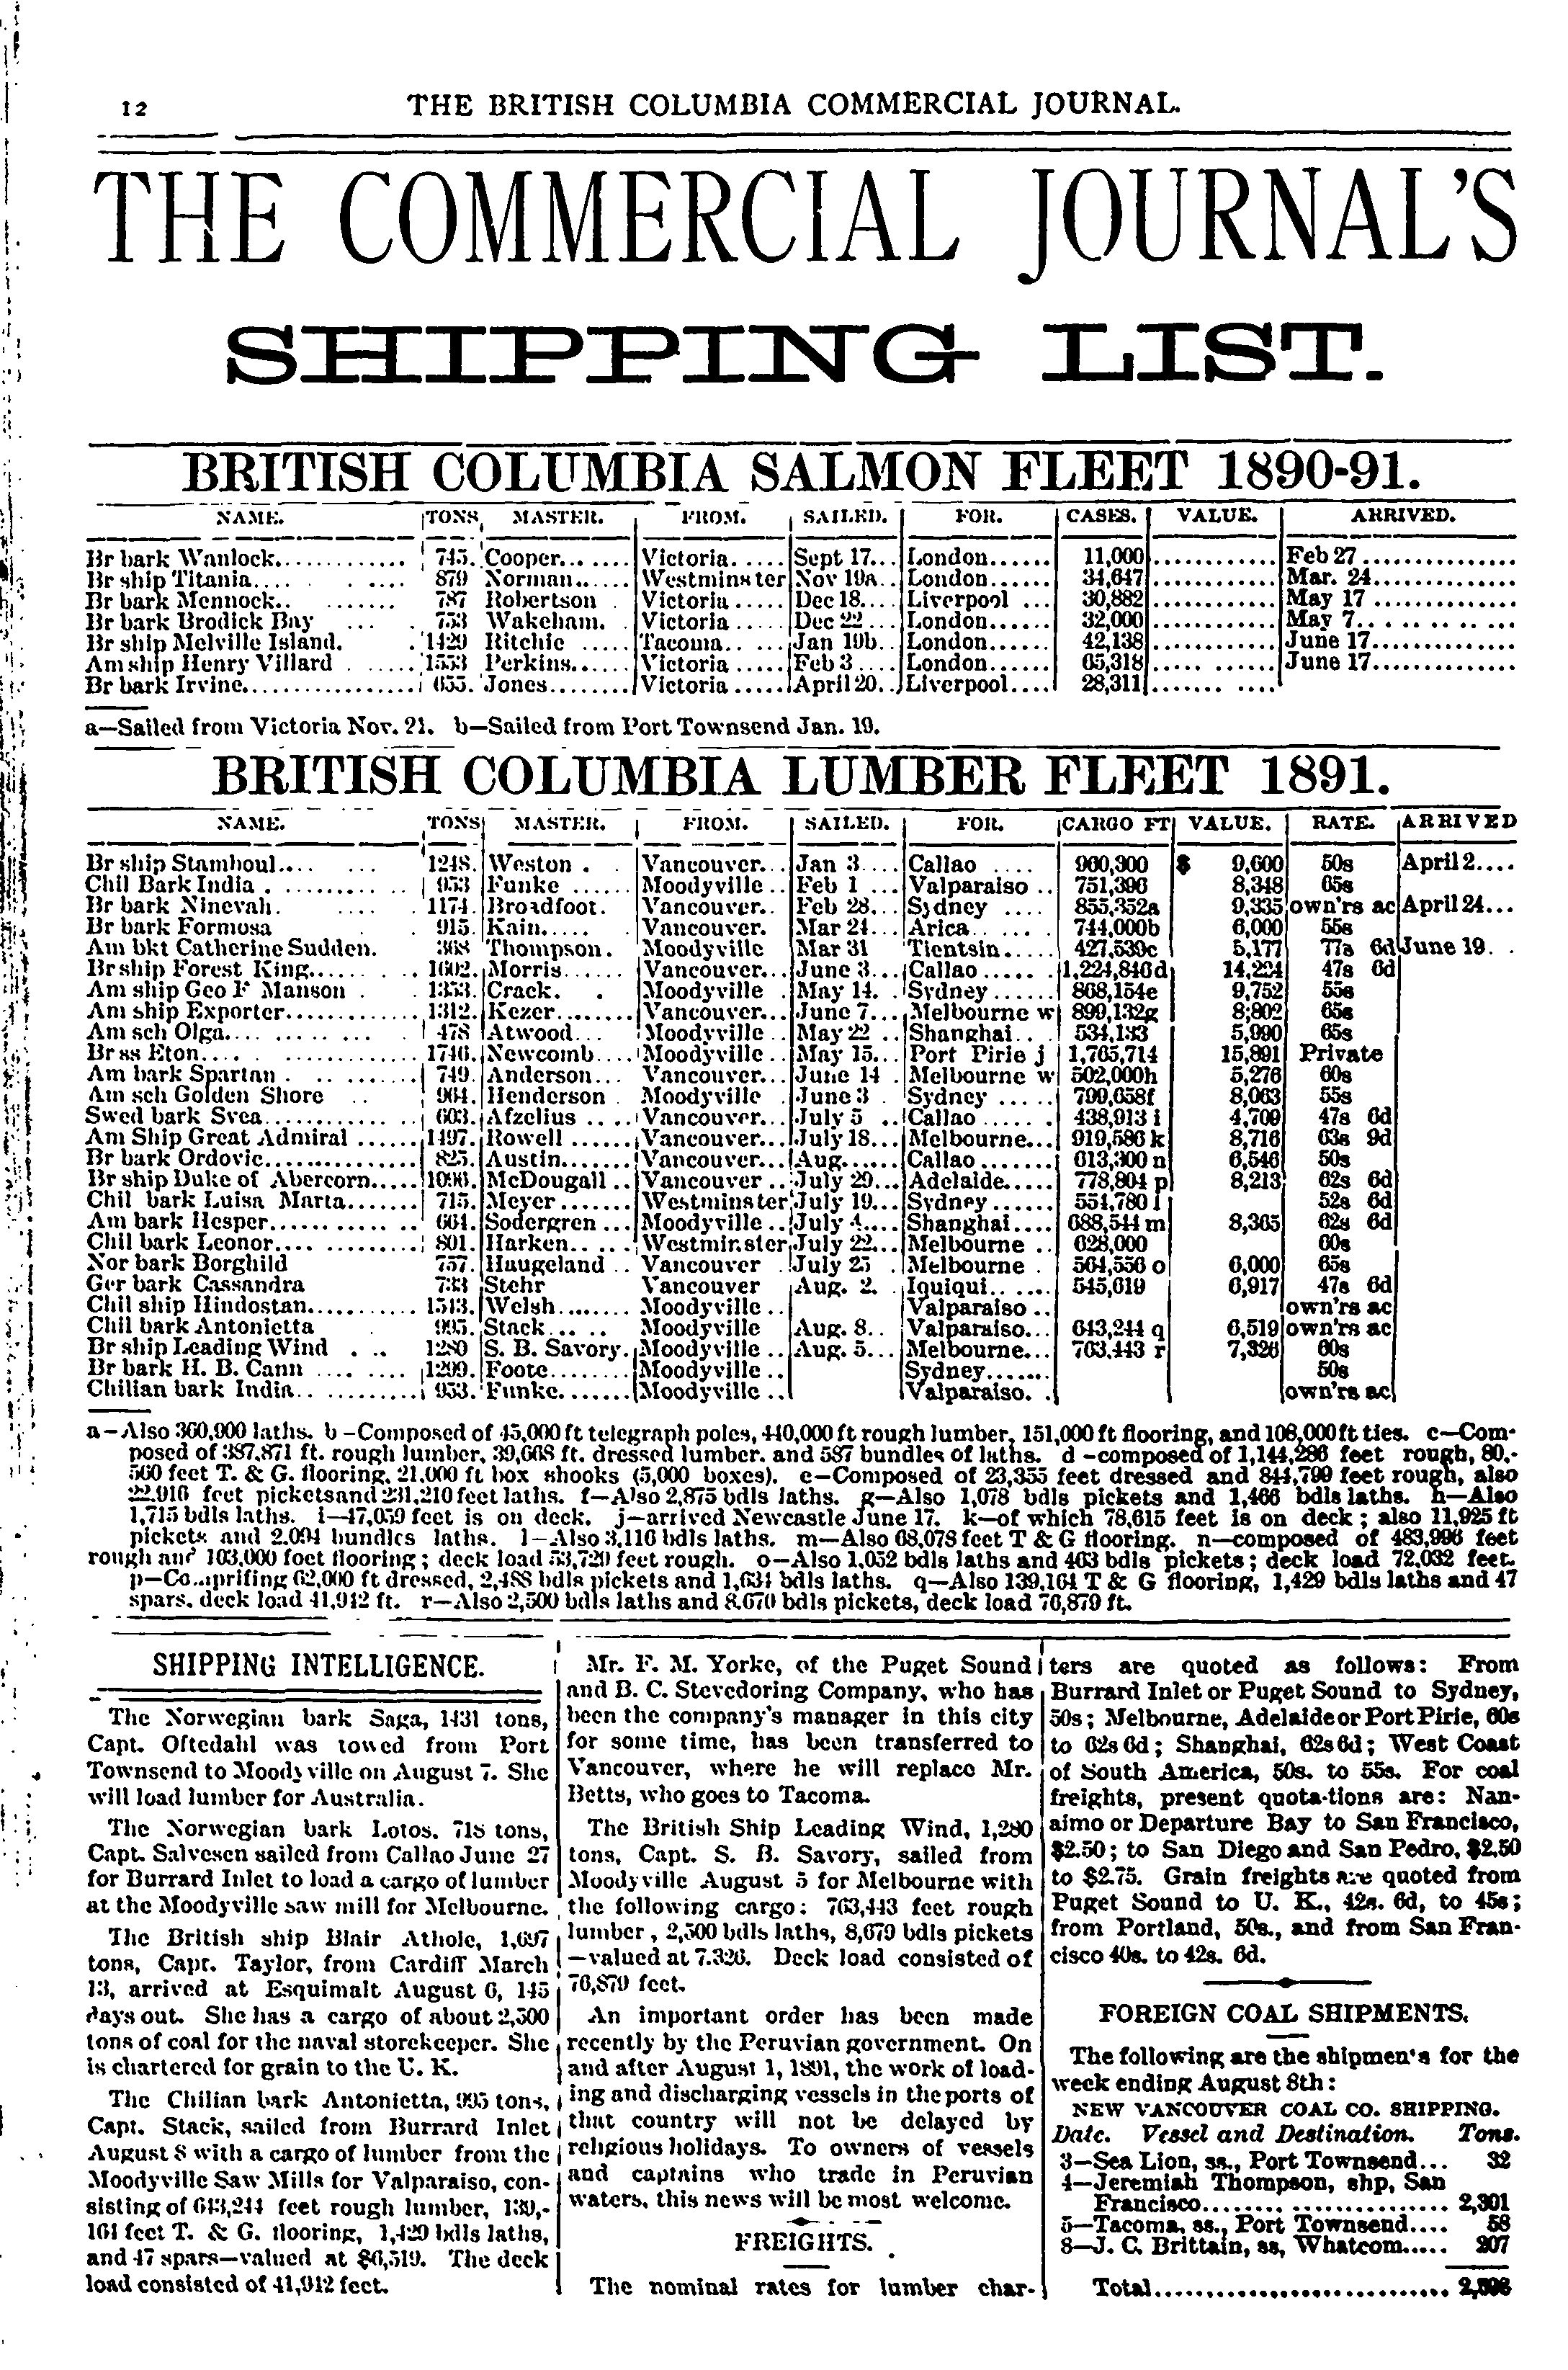 12 THE BRITISH COLUMBIA COMMERCIAL JOURNAL.
THE COMMERCIAL JOURNAL'S
SHIPPING LIST.
BRITISH COLUMBIA SALMON FLEET 1890-91.
NAME. TONS MASTER. FROM. SAILED. FOR. CASES. VALUE. ARRIVED.
Br bark Wanlock 745. Cooper Victoria Sept 17 London 11,000 Feb 27
Br ship Titania 879 Norman Westminster Nov 19a London 34,647 Mar. 24
Br bark Mennock 787 Robertson Victoria Dec 18 Liverpool 30,882 May 17
Br bark Brodick Bay 753 Wakeham. Victoria Dec 22 London 32,000 May 7
Br ship Melville Island. 1429 Ritchie Tacoma Jan 19b London 42,138 June 17
Am ship Henry Villard 1553 Perkins Victoria Feb 3 London 65,318 June 17
Br bark Irvine 655. Jones Victoria April 20 Liverpool 28,311
a—Sailed from Victoria Nov. 21. b—Sailed from Port Townsend Jan. 19.
BRITISH COLUMBIA LUMBER FLEET 1891.
NAME. TONS MASTER. FROM. SAILED. FOR. CARGO FT VALUE. RATE. ARRIVED
Br ship Stamboul 1248. Weston Vancouver Jan 3 Callao 960,300 $ 9,600 50s April 2
Chil Bark India 953 Funke Moodyville Feb 1 Valparaiso 751,396 8,348 65s
Br bark Ninevah. 1174. Broadfoot. Vancouver Feb 28 Sydney 855,352a 9,335 own'rs ac April 24
Br bark Formosa 915. Kain Vancouver. Mar 24 Arica 744,000b 6,000 55s
Am bkt Catherine Sudden. 368 Thompson. Moodyville Mar 31 Tientsin 427,539c 5,177 77s 6d June 19
Br ship Forest King 1602. Morris Vancouver June 3 Callao 1,224,846d 14,224 47s 6d
Am ship Geo F Manson 1353. Crack. Moodyville May 14. Sydney 868,154e 9,752 55s
Am ship Exporter 1312. Kezer Vancouver June 7 Melbourne w 899,132g 8,802 65s
Am sch Olga 478 Atwood Moodyville May 22 Shanghai 534,133 5,990 65s
Br ss Eton 1746. Newcomb Moodyville May 15 Port Pirie j 1,765,714 15,891 Private
Am bark Spartan 749. Anderson Vancouver June 14 Melbourne w 502,000h 5,276 60s
Am sch Golden Shore 964. Henderson Moodyville June 3 Sydney 799,658f 8,063 55s
Swed bark Svea 603. Afzelius Vancouver July 5 Callao 438,913 i 4,709 47s 6d
Am Ship Great Admiral 1497. Rowell Vancouver July 18 Melbourne 919,586 k 8,716 63s 9d
Br bark Ordovic 825. Austin Vancouver Aug Callao 613,300 n 6,546 50s
Br ship Duke of Abercorn 1096. McDougall Vancouver July 29 Adelaide 778,804 p 8,213 62s 6d
Chil bark Luisa Marta 715. Meyer Westminster July 19 Sydney 554,780 l 52s 6d
Am bark Hesper 664. Sodergren Moodyville July 4 Shanghai 688,544 m 8,365 62s 6d
Chil bark Leonor 801. Harken Westminster July 22 Melbourne 628,000 60s
Nor bark Borghild 757. Haugeland Vancouver July 25 Melbourne 564,556 o 6,000 65s
Ger bark Cassandra 733 Stehr Vancouver Aug. 2. Iquiqui 545,619 6,917 47s 6d
Chil ship Hindostan 1543. Welsh Moodyville Valparaiso own'rs ac
Chil bark Antonietta 995. Stack Moodyville Aug. 8 Valparaiso 643,244 q 6,519 own'rs ac
Br ship Leading Wind 1280 S. B. Savory. Moodyville Aug. 5 Melbourne 763,443 r 7,326 60s
Br bark H. B. Cann 1299. Foote Moodyville Sydney 50s
Chilian bark India 953. Funke Moodyville Valparaiso. own'rs ac
a—Also 360,000 laths. b—Composed of 45,000 ft telegraph poles, 440,000 ft rough lumber, 151,000 ft flooring, and 108,000 ft ties. c—Com-
posed of 387,871 ft. rough lumber, 39,668 ft. dressed lumber. and 587 bundles of laths. d—composed of 1,144,286 feet rough, 80,-
560 feet T. & G. flooring, 21,000 ft box shooks (5,000 boxes). e—Composed of 23,355 feet dressed and 844,799 feet rough, also
22,916 feet pickets and 231,210 feet laths. f—Also 2,875 bdls laths. g—Also 1,078 bdls pickets and 1,466 bdls laths. h—Also
1,715 bdls laths. i—47,059 feet is on deck. j—arrived Newcastle June 17. k—of which 78,615 feet is on deck; also 11,925 ft
pickets and 2,094 bundles laths. l—Also 3,116 bdls laths. m—Also 68,078 feet T & G flooring. n—composed of 483,996 feet
rough and 103,000 foot flooring; deck load 53,720 feet rough. o—Also 1,052 bdls laths and 463 bdls pickets; deck load 72,032 feet.
p—Comprifing 62,000 ft dressed, 2,488 bdls pickets and 1,634 bdls laths. q—Also 139,164 T & G flooring, 1,429 bdls laths and 47
spars, deck load 41,942 ft. r—Also 2,500 bdls laths and 8,670 bdls pickets, deck load 76,879 ft.
SHIPPING INTELLIGENCE.
The Norwegian bark Saga, 1431 tons,
Capt. Oftedahl was towed from Port
Townsend to Moodyville on August 7. She
will load lumber for Australia.
The Norwegian bark Lotos, 718 tons,
Capt. Salvesen sailed from Callao June 27
for Burrard Inlet to load a cargo of lumber
at the Moodyville saw mill for Melbourne.
The British ship Blair Athole, 1,697
tons, Capt. Taylor, from Cardiff March
13, arrived at Esquimalt August 6, 145
days out. She has a cargo of about 2,500
tons of coal for the naval storekeeper. She
is chartered for grain to the U. K.
The Chilian bark Antonietta, 995 tons,
Capt. Stack, sailed from Burrard Inlet
August 8 with a cargo of lumber from the
Moodyville Saw Mills for Valparaiso, con-
sisting of 643,244 feet rough lumber, 139,-
164 feet T. & G. flooring, 1,429 bdls laths,
and 47 spars—valued at $6,519. The deck
load consisted of 41,942 feet.
Mr. F. M. Yorke, of the Puget Sound
and B. C. Stevedoring Company, who has
been the company's manager in this city
for some time, has been transferred to
Vancouver, where he will replace Mr.
Betts, who goes to Tacoma.
The British Ship Leading Wind, 1,280
tons, Capt. S. B. Savory, sailed from
Moodyville August 5 for Melbourne with
the following cargo: 763,443 feet rough
lumber, 2,500 bdls laths, 8,679 bdls pickets
—valued at 7.326. Deck load consisted of
76,879 feet.
An important order has been made
recently by the Peruvian government. On
and after August 1, 1891, the work of load-
ing and discharging vessels in the ports of
that country will not be delayed by
religious holidays. To owners of vessels
and captains who trade in Peruvian
waters, this news will be most welcome.
FREIGHTS.
The nominal rates for lumber char-
ters are quoted as follows: From
Burrard Inlet or Puget Sound to Sydney,
50s; Melbourne, Adelaide or Port Pirie, 60s
to 62s 6d; Shanghai, 62s 6d; West Coast
of South America, 50s. to 55s. For coal
freights, present quota-tions are: Nan-
aimo or Departure Bay to San Francisco,
$2.50; to San Diego and San Pedro, $2.50
to $2.75. Grain freights are quoted from
Puget Sound to U. K., 42s. 6d, to 45s;
from Portland, 50s., and from San Fran-
cisco 40s. to 42s. 6d.
FOREIGN COAL SHIPMENTS.
The following are the shipmen's for the
week ending August 8th:
NEW VANCOUVER COAL CO. SHIPPING.
Date. Vessel and Destination. Tons.
3—Sea Lion, ss., Port Townsend... 32
4—Jeremiah Thompson, shp, San
Francisco 2,301
5—Tacoma, ss., Port Townsend.... 58
8—J. C. Brittain, ss, Whatcom..... 207
Total